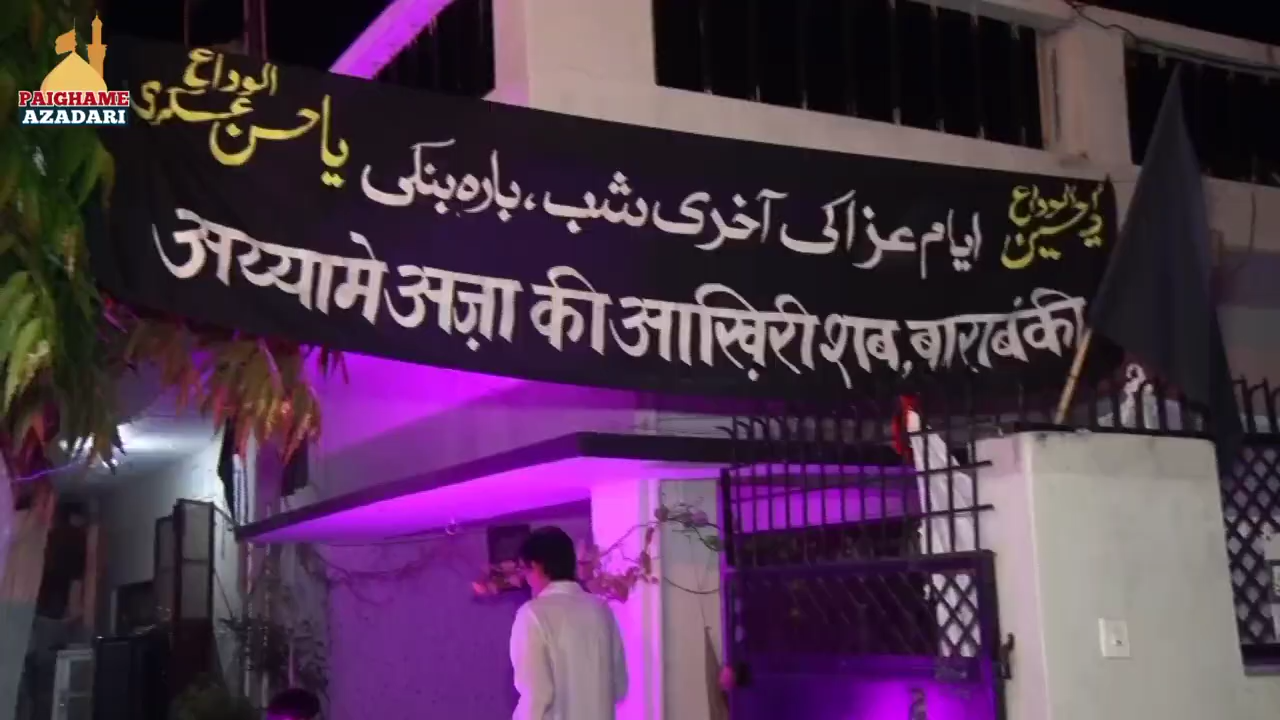 PAIGHAME
AZADARI
یا حسین الوداع
ایام عزا کی آخری شب، بارہ بنکی
یا حسن عسکری الوداع
अय्यामे अज़ा की आख़िरी शब, बाराबंकी